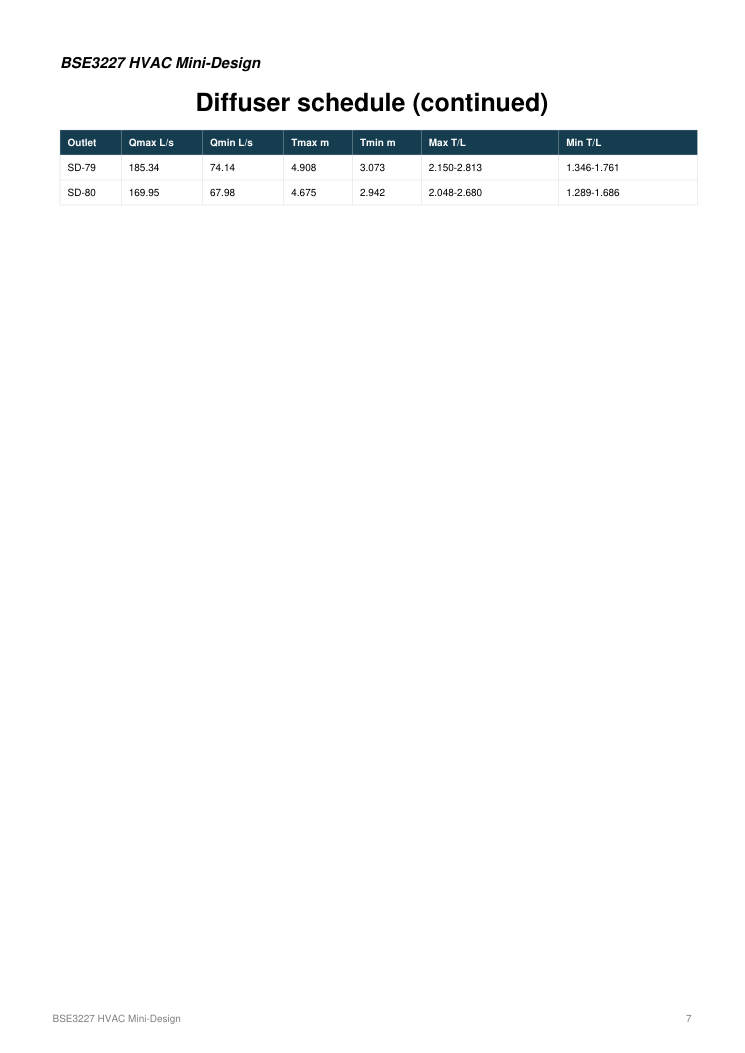 BSE3227 HVAC Mini-Design
Diffuser schedule (continued)
Outlet Qmax L/s Qmin L/s Tmax m Tmin m Max T/L Min T/L
SD-79 185.34 74.14 4.908 3.073 2.150-2.813 1.346-1.761
SD-80 169.95 67.98 4.675 2.942 2.048-2.680 1.289-1.686
BSE3227 HVAC Mini-Design 7